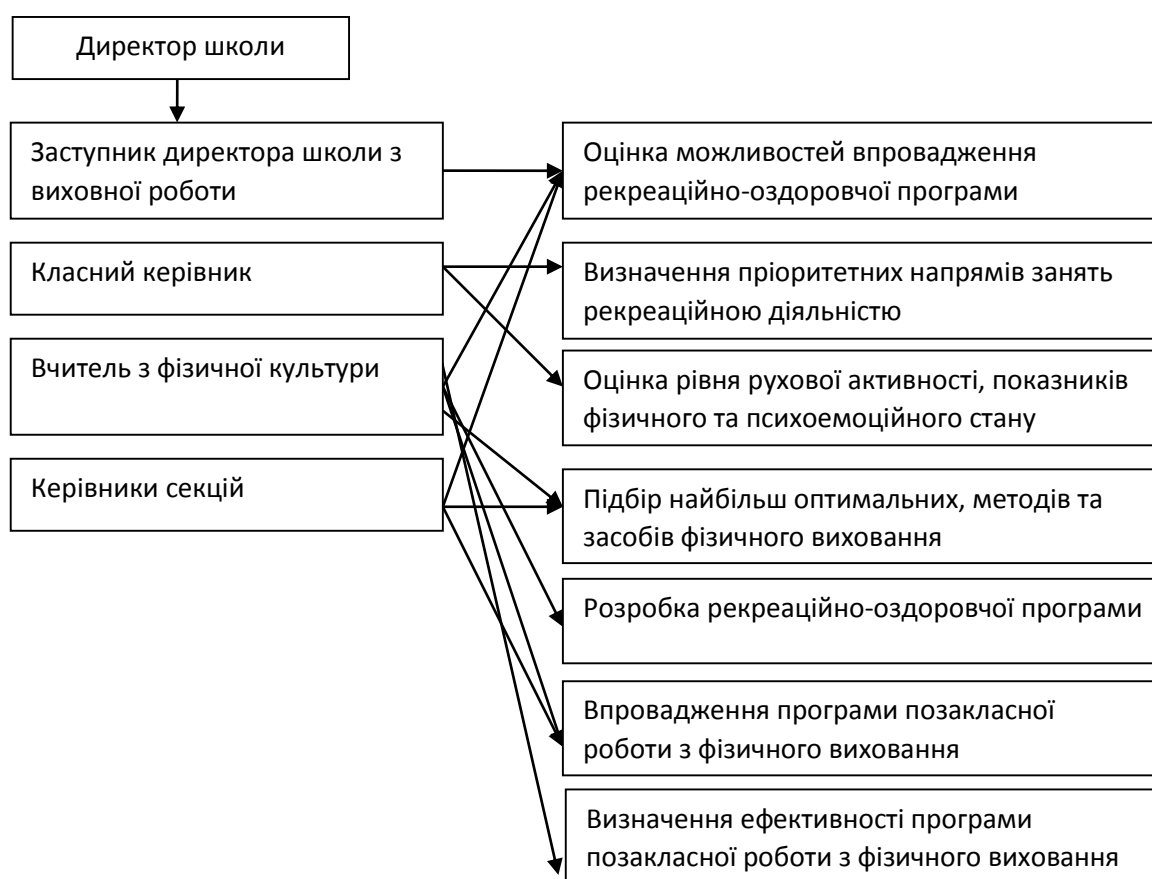 Директор школи
Заступник директора школи з
виховної роботи
Класний керівник
Вчитель з фізичної культури
Керівники секцій
Оцінка можливостей впровадження
рекреаційно-оздоровчої програми
Визначення пріоритетних напрямів занять
рекреаційною діяльністю
Оцінка рівня рухової активності, показників
фізичного та психоемоційного стану
Підбір найбільш оптимальних, методів та
засобів фізичного виховання
Розробка рекреаційно-оздоровчої програми
Впровадження програми позакласної
роботи з фізичного виховання
Визначення ефективності програми
позакласної роботи з фізичного виховання